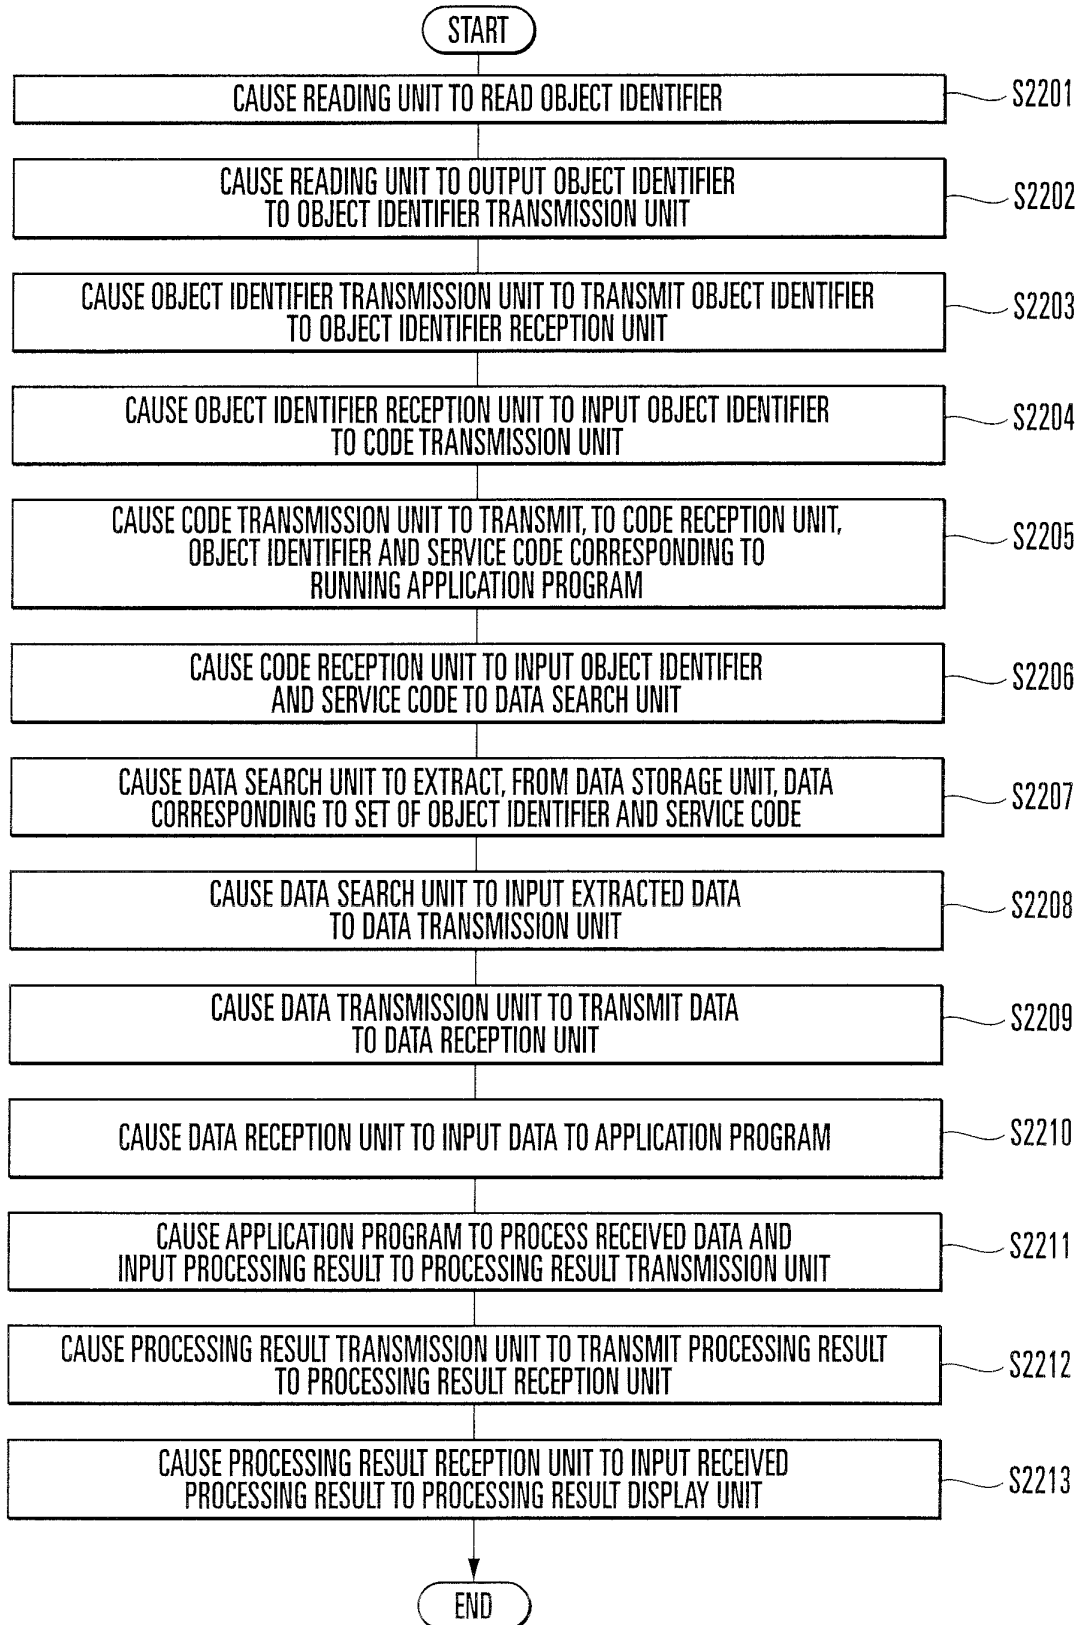 START
CAUSE READING UNIT TO READ OBJECT IDENTIFIER
S2201
CAUSE READING UNIT TO OUTPUT OBJECT IDENTIFIER
TO OBJECT IDENTIFIER TRANSMISSION UNIT
S2202
CAUSE OBJECT IDENTIFIER TRANSMISSION UNIT TO TRANSMIT OBJECT IDENTIFIER
TO OBJECT IDENTIFIER RECEPTION UNIT
S2203
CAUSE OBJECT IDENTIFIER RECEPTION UNIT TO INPUT OBJECT IDENTIFIER
TO CODE TRANSMISSION UNIT
S2204
CAUSE CODE TRANSMISSION UNIT TO TRANSMIT, TO CODE RECEPTION UNIT,
OBJECT IDENTIFIER AND SERVICE CODE CORRESPONDING TO
RUNNING APPLICATION PROGRAM
S2205
CAUSE CODE RECEPTION UNIT TO INPUT OBJECT IDENTIFIER
AND SERVICE CODE TO DATA SEARCH UNIT
S2206
CAUSE DATA SEARCH UNIT TO EXTRACT, FROM DATA STORAGE UNIT, DATA
CORRESPONDING TO SET OF OBJECT IDENTIFIER AND SERVICE CODE
S2207
CAUSE DATA SEARCH UNIT TO INPUT EXTRACTED DATA
TO DATA TRANSMISSION UNIT
S2208
CAUSE DATA TRANSMISSION UNIT TO TRANSMIT DATA
TO DATA RECEPTION UNIT
S2209
CAUSE DATA RECEPTION UNIT TO INPUT DATA TO APPLICATION PROGRAM
S2210
CAUSE APPLICATION PROGRAM TO PROCESS RECEIVED DATA AND
INPUT PROCESSING RESULT TO PROCESSING RESULT TRANSMISSION UNIT
S2211
CAUSE PROCESSING RESULT TRANSMISSION UNIT TO TRANSMIT PROCESSING RESULT
TO PROCESSING RESULT RECEPTION UNIT
S2212
CAUSE PROCESSING RESULT RECEPTION UNIT TO INPUT RECEIVED
PROCESSING RESULT TO PROCESSING RESULT DISPLAY UNIT
S2213
END